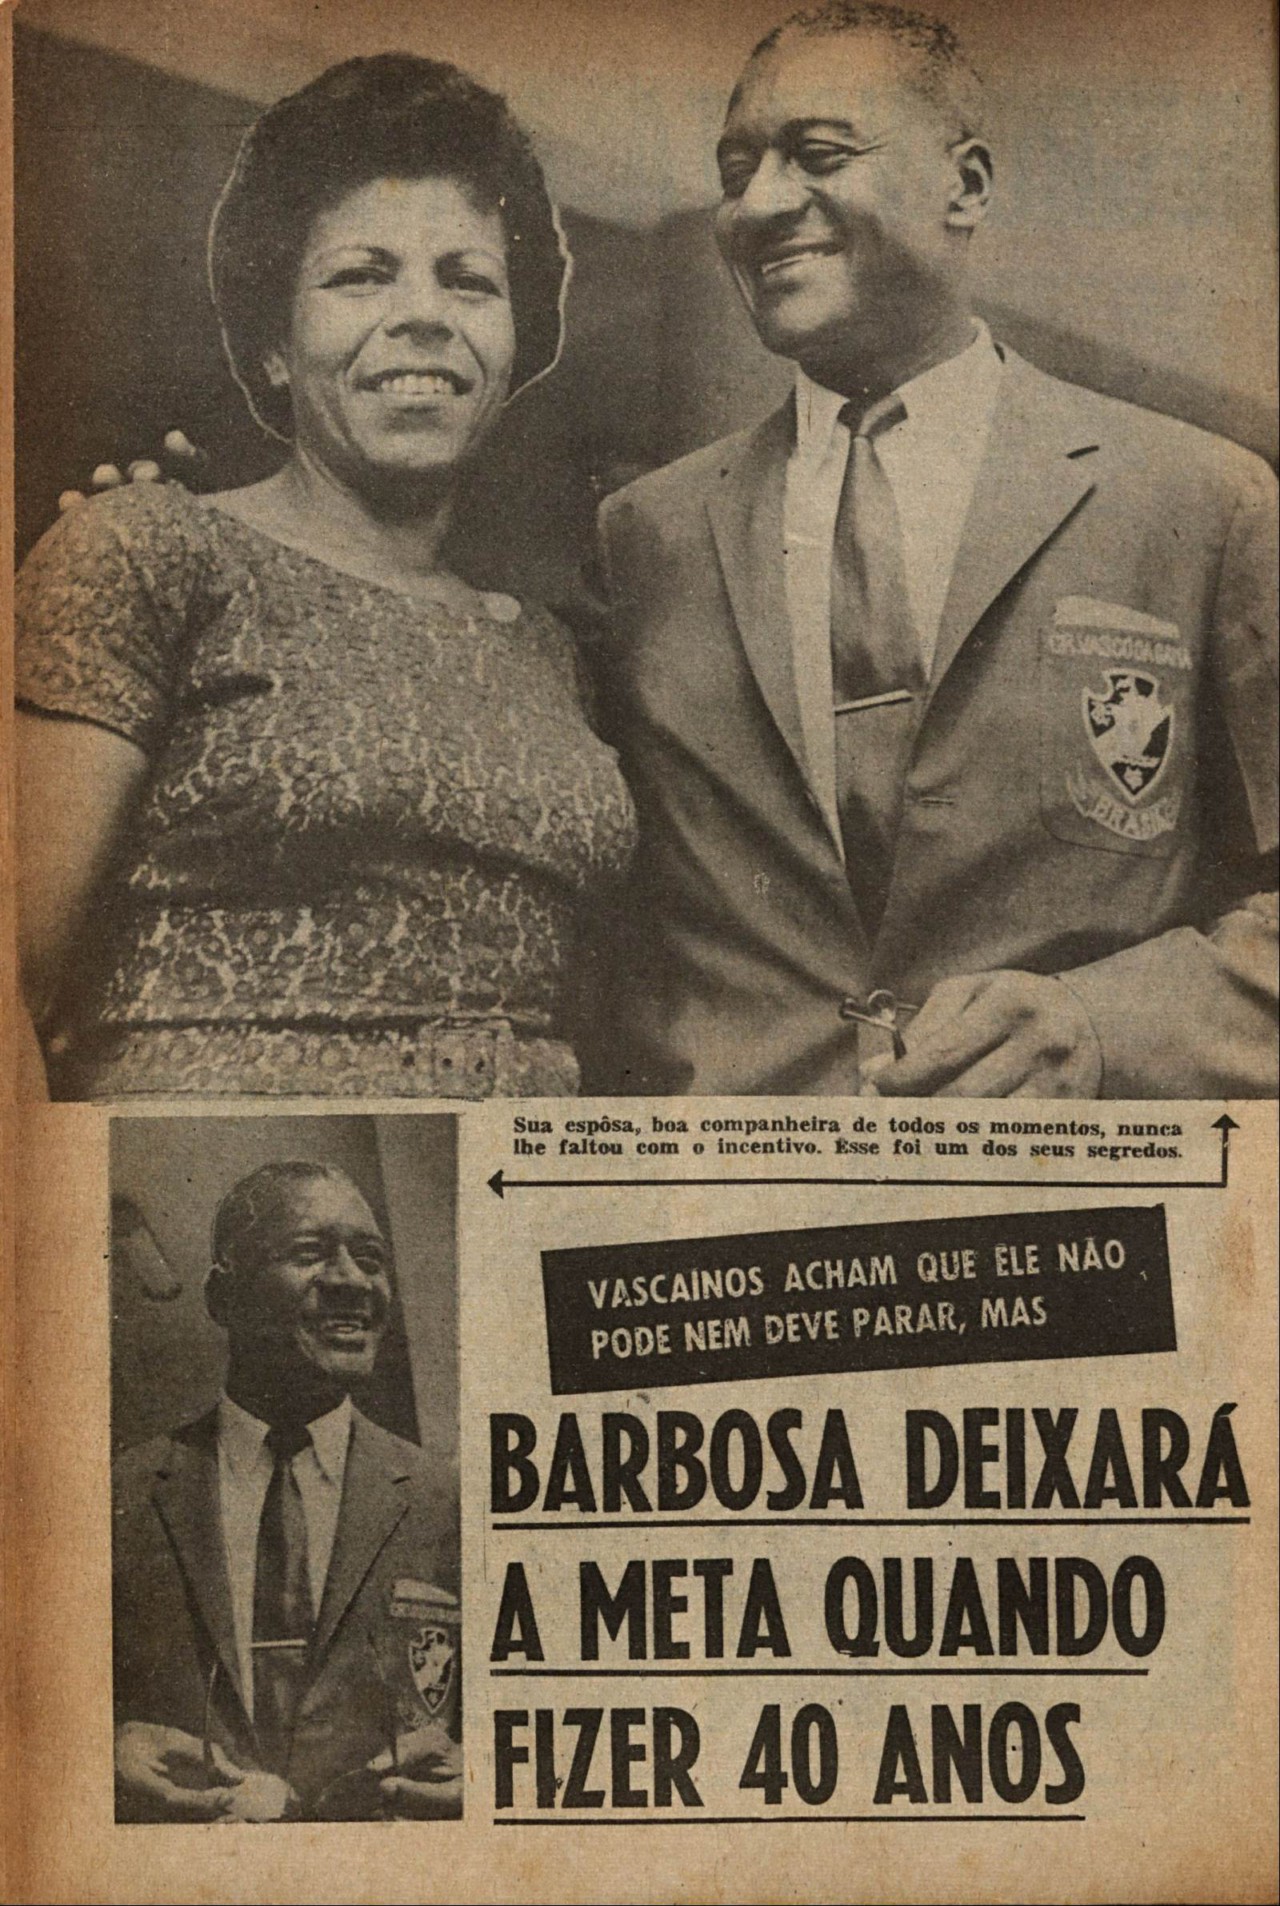 C.R. VASCO DA GAMA
BRASIL
Sua espôsa, boa companheira de todos os momentos, nunca
lhe faltou com o incentivo. Êsse foi um dos seus segredos.
VASCAÍNOS ACHAM QUE ÊLE NÃO
PODE NEM DEVE PARAR, MAS
BARBOSA DEIXARÁ
A META QUANDO
FIZER 40 ANOS